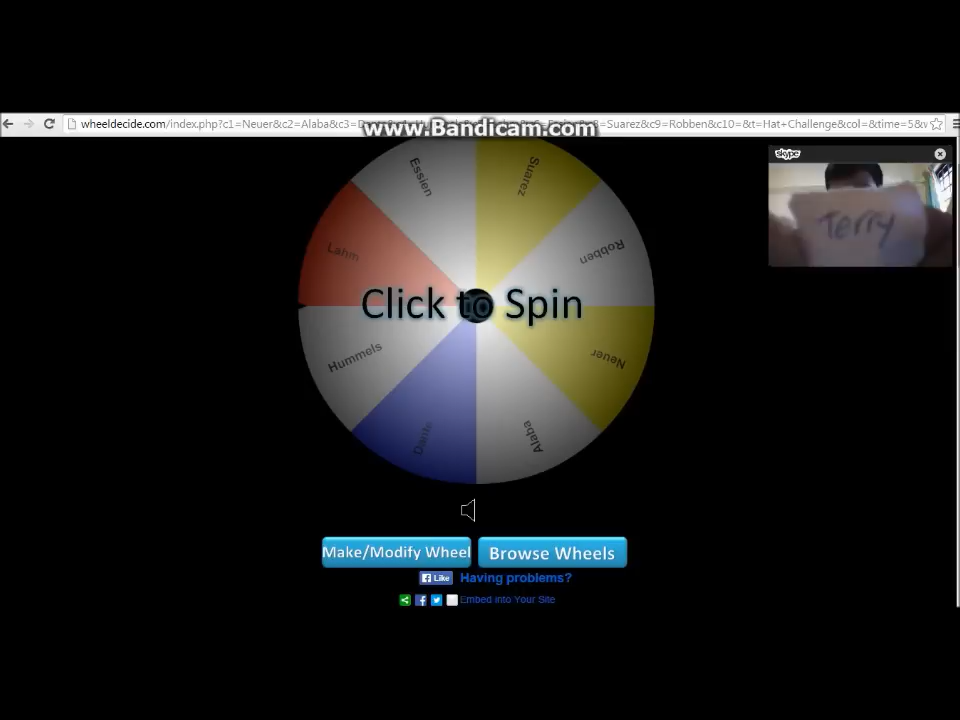 wheeldecide.com/index.php?c1=Neuer&c2=Alaba&c3=D
Suarez&c9=Robben&c10=&t=Hat+Challenge&col=&time=5&
www.Bandicam.com
skype
Terry
Essien
Suarez
Lahm
Robben
Click to Spin
Hummels
Neuer
Dante
Alaba
Make/Modify Wheel
Browse Wheels
Like
Having problems?
Embed into Your Site